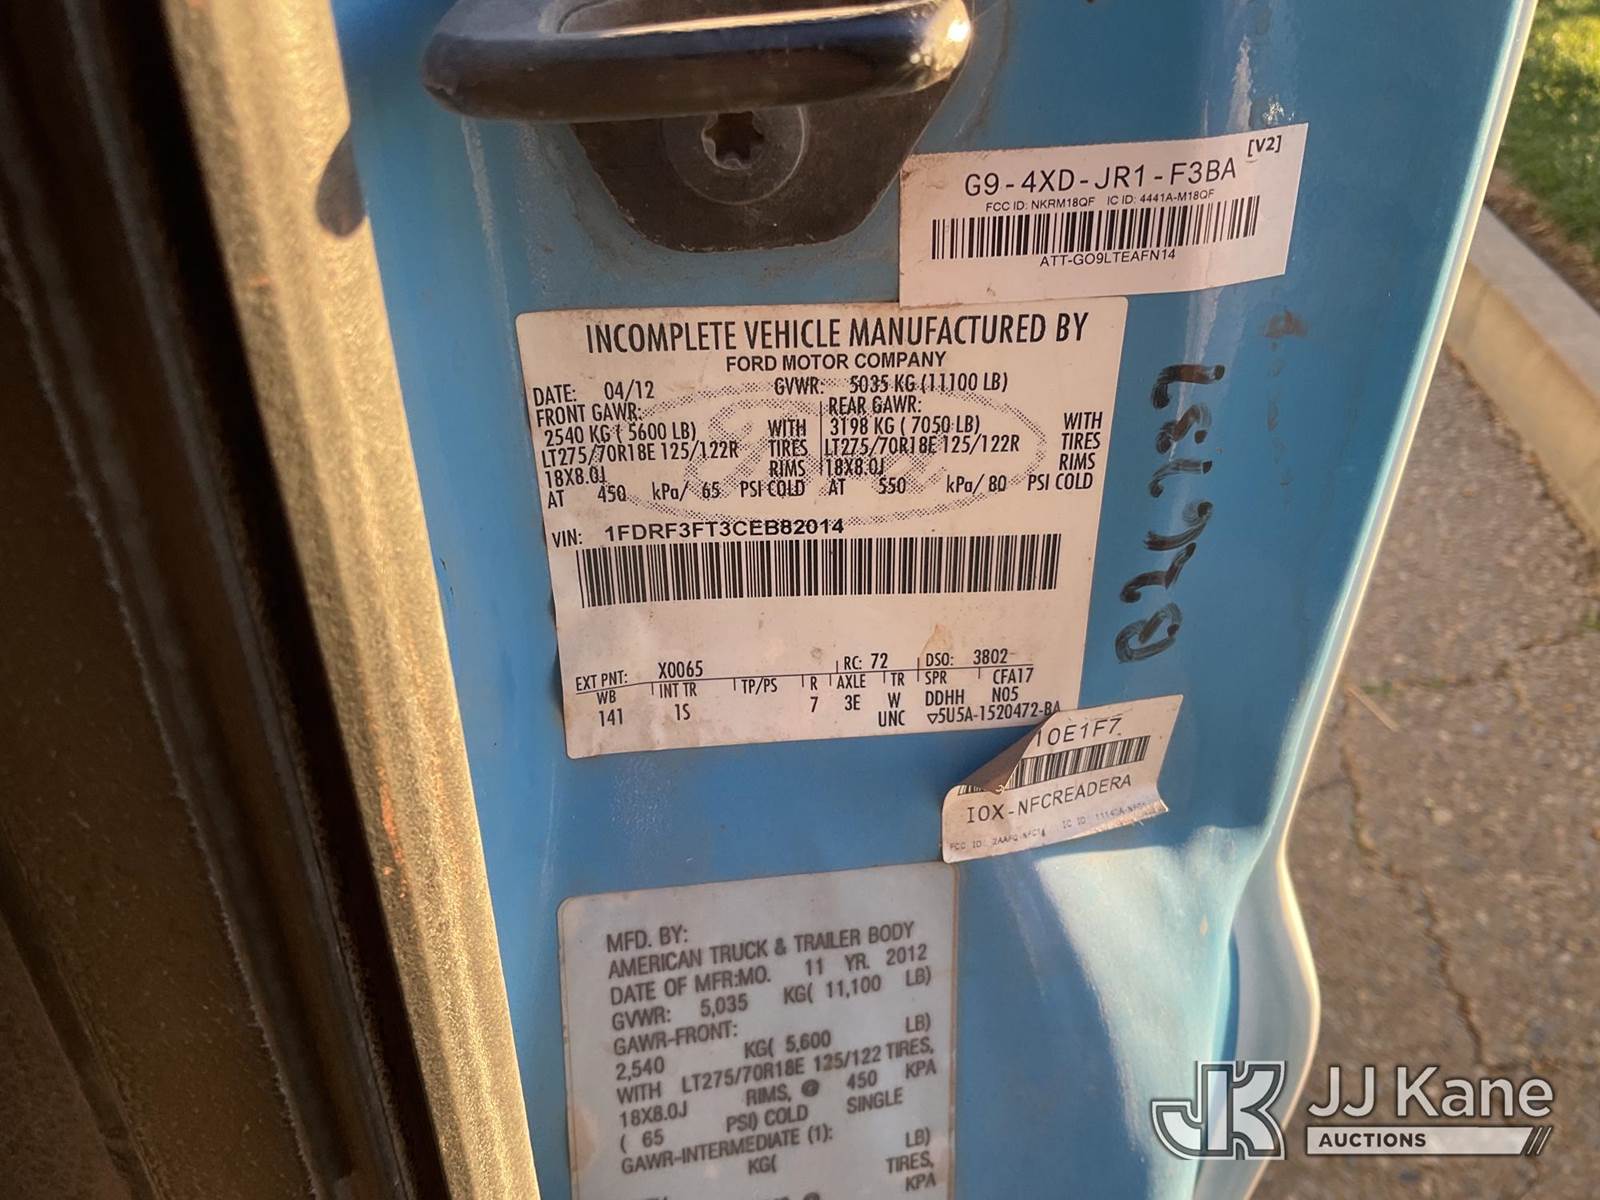 G9-4XD-JR1-F3BA [V2]
FCC ID: NKRM18QF IC ID: 4441A-M18QF
ATT-GO9LTEAFN14
INCOMPLETE VEHICLE MANUFACTURED BY
FORD MOTOR COMPANY
DATE: 04/12 GVWR: 5035 KG (11100 LB)
FRONT GAWR: REAR GAWR:
2540 KG ( 5600 LB) WITH 3198 KG ( 7050 LB) WITH
LT275/70R18E 125/122R TIRES LT275/70R18E 125/122R TIRES
18X8.0J RIMS 18X8.0J RIMS
AT 450 kPa/ 65 PSI COLD AT 550 kPa/ 80 PSI COLD
VIN: 1FDRF3FT3CEB82014
EXT PNT: X0065 RC: 72 DSO: 3802
WB INT TR TP/PS R AXLE TR SPR CFA17
141 1S 7 3E W DDHH N05
UNC ▽5U5A-1520472-BA
10E1F7
IOX-NFCREADERA
MFD. BY:
AMERICAN TRUCK & TRAILER BODY
DATE OF MFR:MO. 11 YR. 2012
GVWR: 5,035 KG( 11,100 LB)
GAWR-FRONT:
2,540 KG( 5,600 LB)
WITH LT275/70R18E 125/122 TIRES,
18X8.0J RIMS, @ 450 KPA
( 65 PSI) COLD SINGLE
GAWR-INTERMEDIATE (1):
KG( LB)
TIRES,
KPA
JK JJ Kane
AUCTIONS